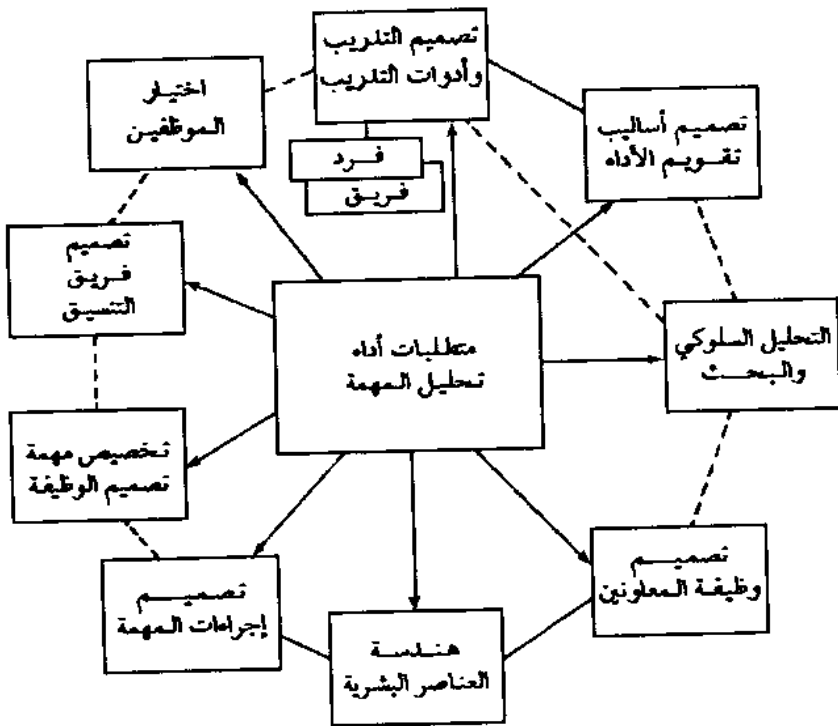 تصميم التدريب
وأدوات التدريب
اختيار
الموظفين
تصميم أساليب
تقويم الأداء
فرد
فريق
تصميم
فريق
التنسيق
متطلبات أداء
تحليل المهمة
التحليل السلوكي
والبحث
تخصيص مهمة
تصميم الوظيفة
تصميم
إجراءات المهمة
هندسة
العناصر البشرية
تصميم
وظيفة المعاونين